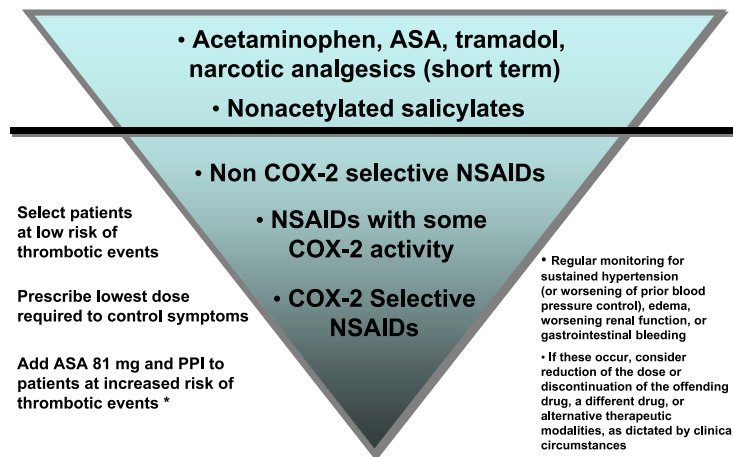 • Acetaminophen, ASA, tramadol,
narcotic analgesics (short term)
• Nonacetylated salicylates
• Non COX-2 selective NSAIDs
• NSAIDs with some
COX-2 activity
• COX-2 Selective
NSAIDs
Select patients
at low risk of
thrombotic events
Prescribe lowest dose
required to control symptoms
Add ASA 81 mg and PPI to
patients at increased risk of
thrombotic events *
• Regular monitoring for
sustained hypertension
(or worsening of prior blood
pressure control), edema,
worsening renal function, or
gastrointestinal bleeding
• If these occur, consider
reduction of the dose or
discontinuation of the offending
drug, a different drug, or
alternative therapeutic
modalities, as dictated by clinica
circumstances